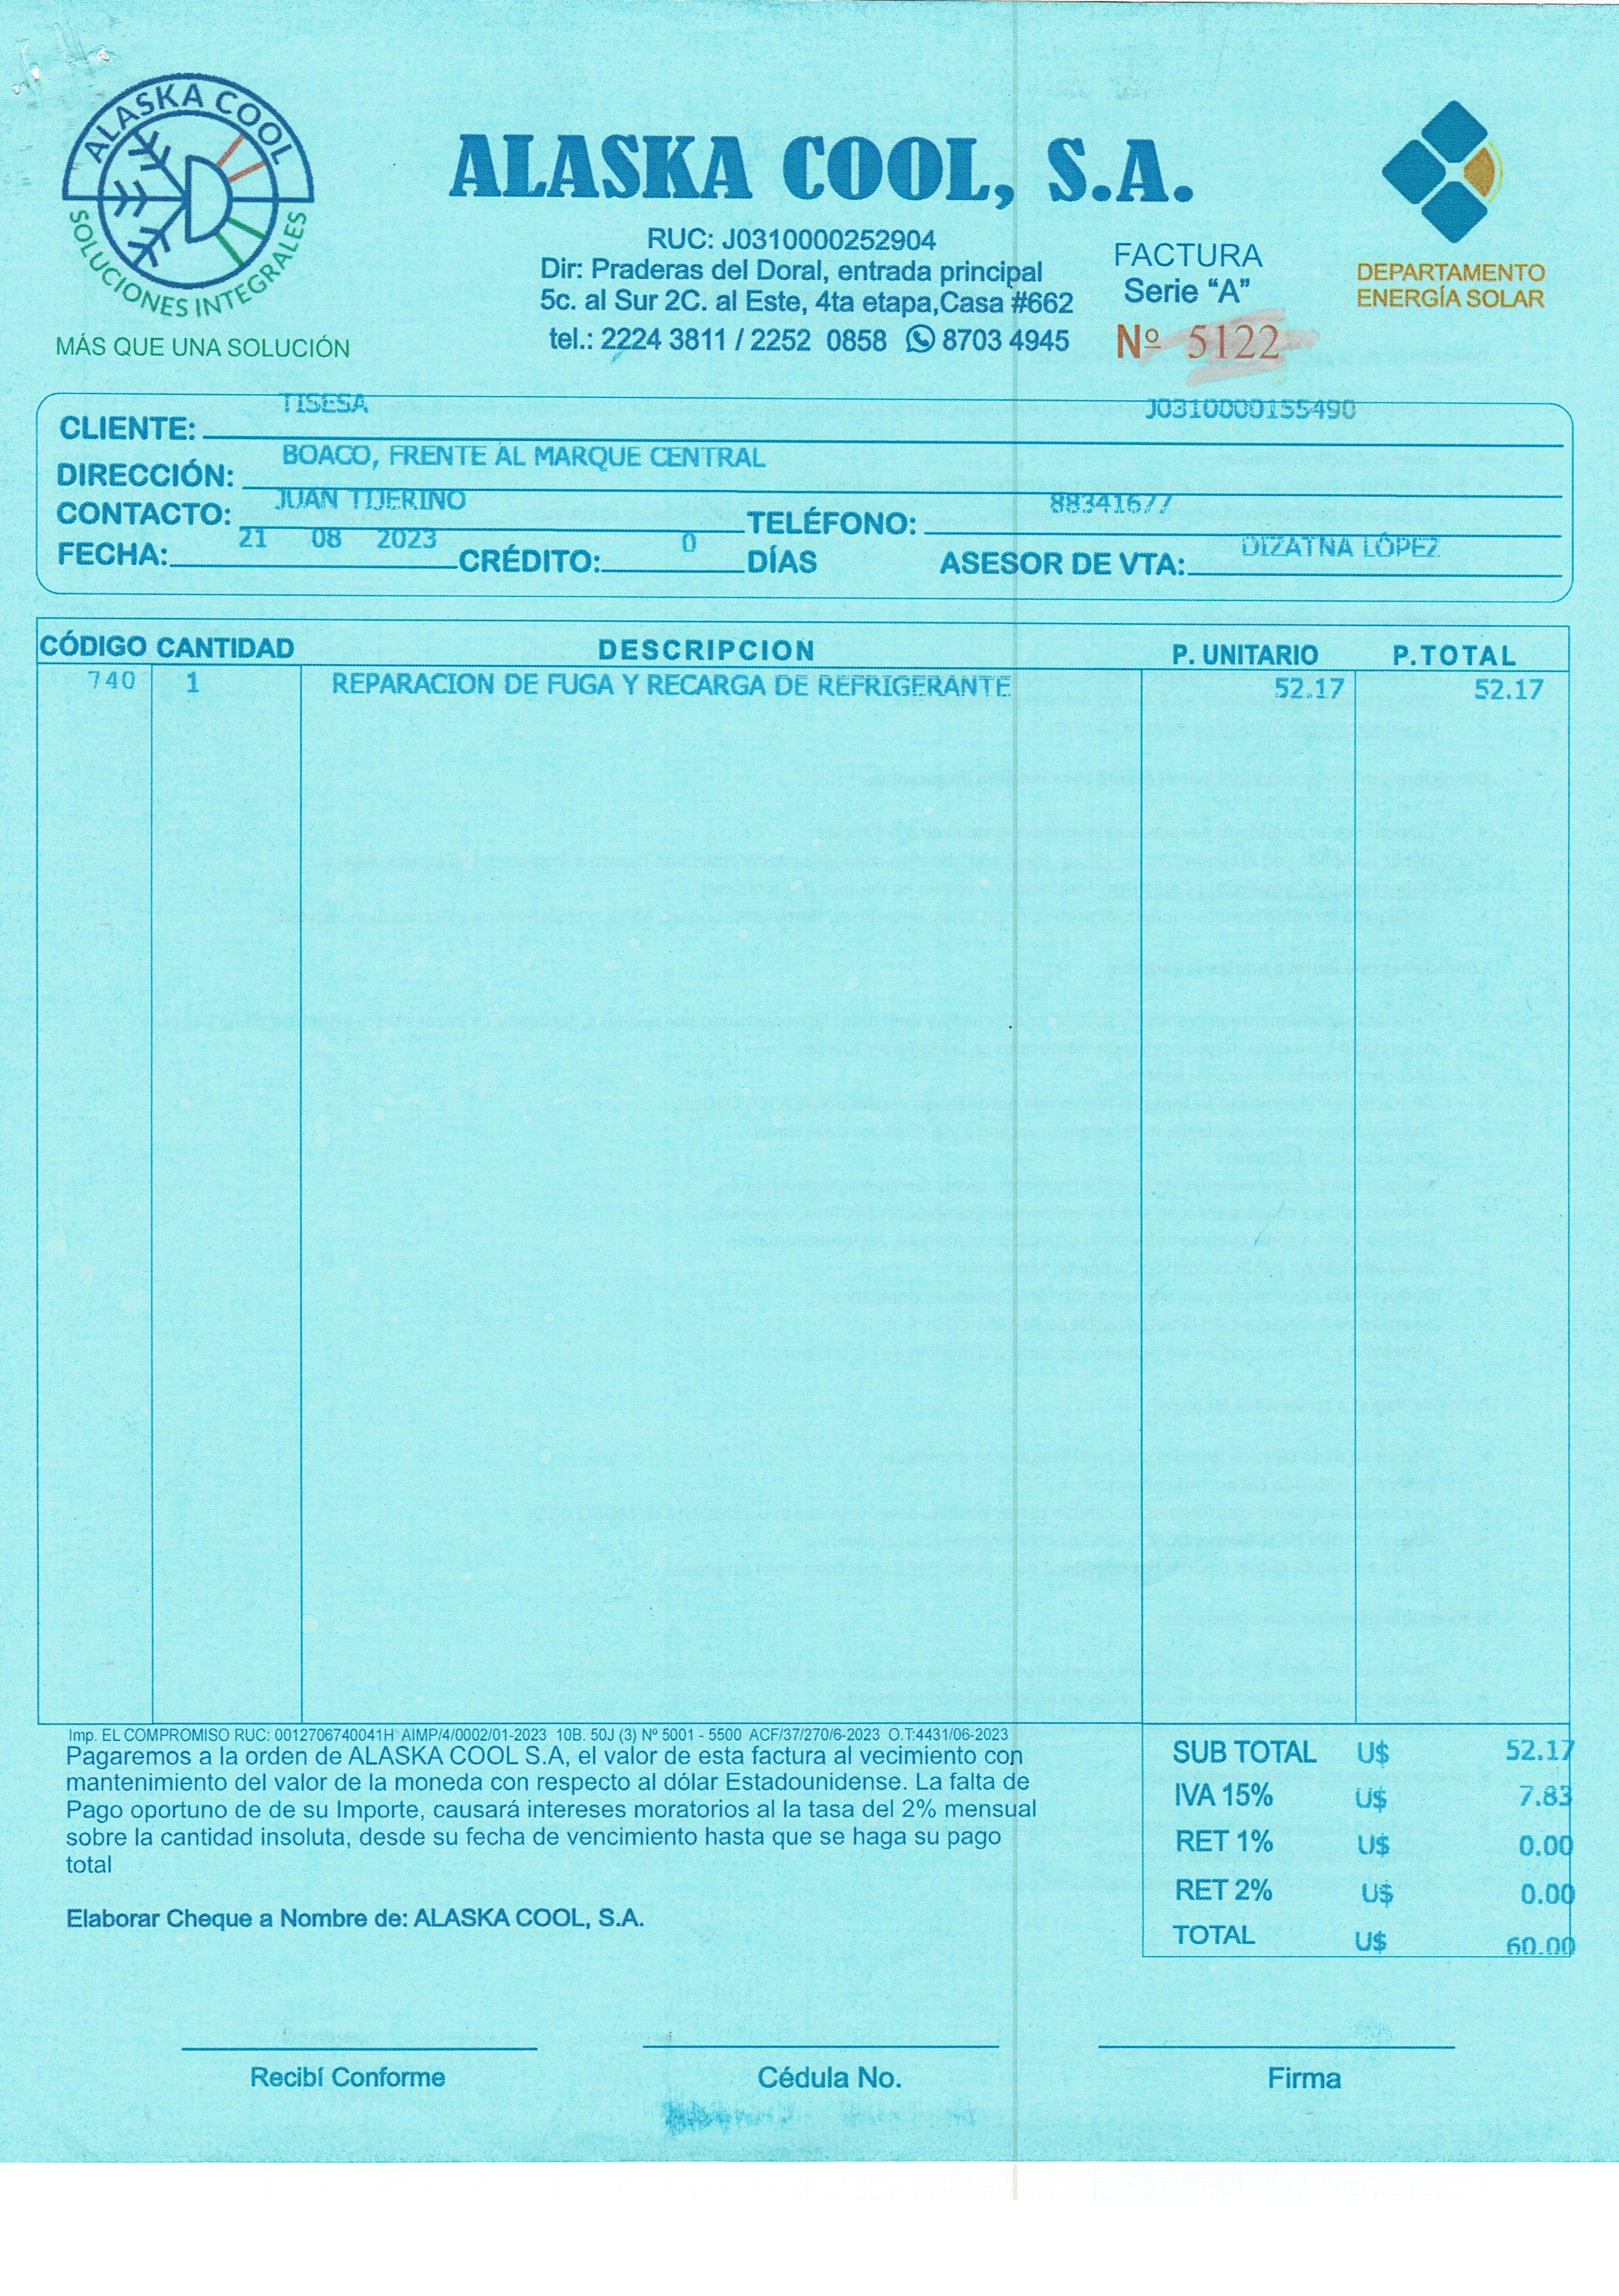 ALASKA COOL
SOLUCIONES INTEGRALES
MÁS QUE UNA SOLUCIÓN
ALASKA COOL, S.A.
RUC: J0310000252904
Dir: Praderas del Doral, entrada principal
5c. al Sur 2C. al Este, 4ta etapa,Casa #662
tel.: 2224 3811 / 2252 0858 8703 4945
FACTURA
Serie “A”
Nº 5122
DEPARTAMENTO
ENERGÍA SOLAR
CLIENTE: TISESA J0310000155490
DIRECCIÓN: BOACO, FRENTE AL MARQUE CENTRAL
CONTACTO: JUAN TIJERINO TELÉFONO: 88341677
FECHA: 21 08 2023 CRÉDITO: 0 DÍAS ASESOR DE VTA: DIZATNA LÓPEZ
CÓDIGO CANTIDAD DESCRIPCION P. UNITARIO P.TOTAL
740 1 REPARACION DE FUGA Y RECARGA DE REFRIGERANTE 52.17 52.17
Imp. EL COMPROMISO RUC: 0012706740041H AIMP/4/0002/01-2023 10B. 50J (3) Nº 5001 - 5500 ACF/37/270/6-2023 O.T:4431/06-2023
Pagaremos a la orden de ALASKA COOL S.A, el valor de esta factura al vecimiento con
mantenimiento del valor de la moneda con respecto al dólar Estadounidense. La falta de
Pago oportuno de de su Importe, causará intereses moratorios al la tasa del 2% mensual
sobre la cantidad insoluta, desde su fecha de vencimiento hasta que se haga su pago
total
Elaborar Cheque a Nombre de: ALASKA COOL, S.A.
SUB TOTAL U$ 52.17
IVA 15% U$ 7.83
RET 1% U$ 0.00
RET 2% U$ 0.00
TOTAL U$ 60.00
Recibí Conforme Cédula No. Firma